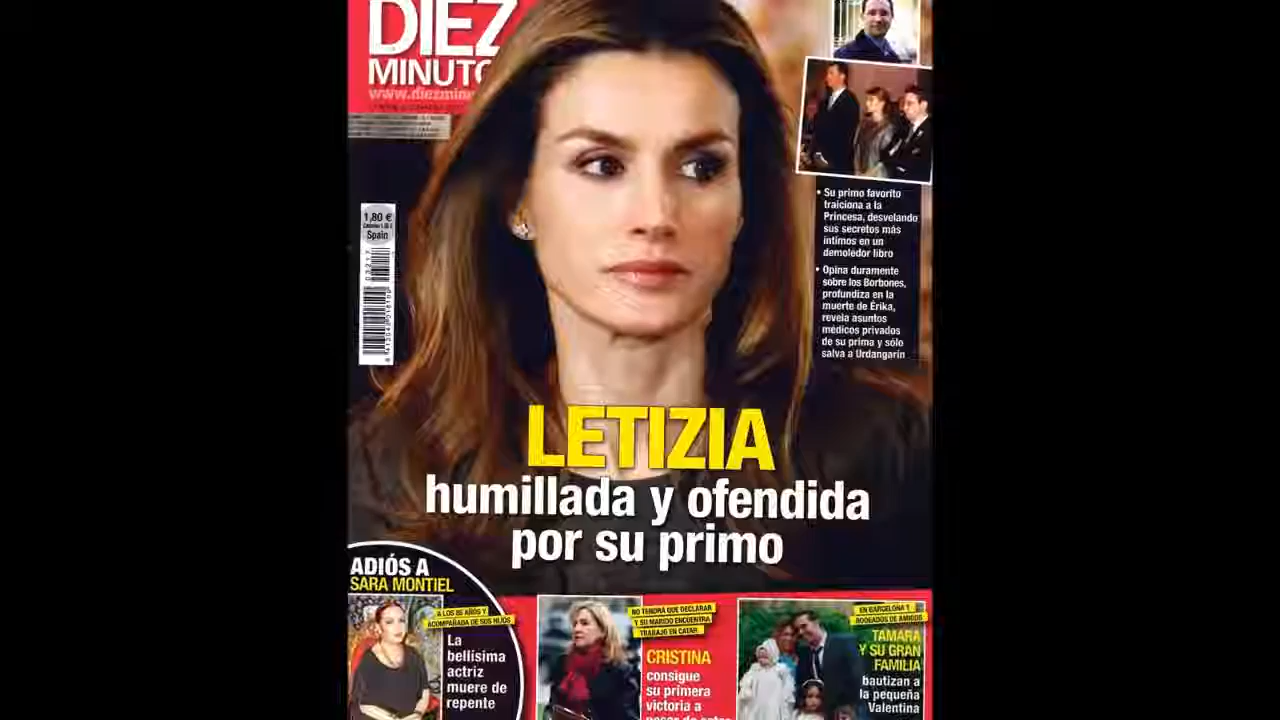 DIEZ
MINUTO
www.diezmin
1,80 €
Spain
• Su primo favorito
traiciona a la
Princesa, desvelando
sus secretos más
íntimos en un
demoledor libro
• Opina duramente
sobre los Borbones,
profundiza en la
muerte de Érika,
revela asuntos
médicos privados
de su prima y sólo
salva a Urdangarín
LETIZIA
humillada y ofendida
por su primo
ADIÓS A
SARA MONTIEL
A LOS 85 AÑOS Y
ACOMPAÑADA DE SUS HIJOS
La
bellísima
actriz
muere de
repente
NO TENDRÁ QUE DECLARAR
Y SU MARIDO ENCUENTRA
TRABAJO EN CATAR
CRISTINA
consigue
su primera
victoria a
EN BARCELONA Y
RODEADOS DE AMIGOS
TAMARA
Y SU GRAN
FAMILIA
bautizan a
la pequeña
Valentina